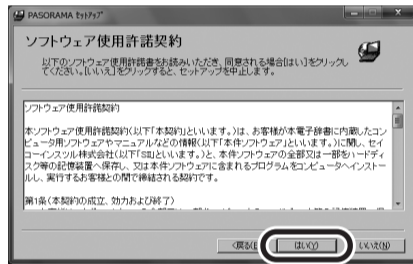 PASORAMA セットアップ
ソフトウェア使用許諾契約
以下のソフトウェア使用許諾書をお読みいただき、同意される場合[はい]をクリックし
てください。[いいえ]をクリックすると、セットアップを中止します。
ソフトウェア使用許諾契約
本ソフトウェア使用許諾契約(以下「本契約」といいます。)は、お客様が本電子辞書に内蔵したコン
ピュータ用ソフトウェアやマニュアルなどの情報(以下「本件ソフトウェア」といいます。)に関し、セイ
コーインスツル株式会社(以下「SII」といいます。)と、本件ソフトウェアの全部又は一部をハードディ
スク等の記憶装置へ保存し、又は本件ソフトウェアに含まれるプログラムをコンピュータへインストー
ルし、実行するお客様との間で締結される契約です。
第1条(本契約の成立、効力および終了)
<戻る(B) はい(Y) いいえ(N)